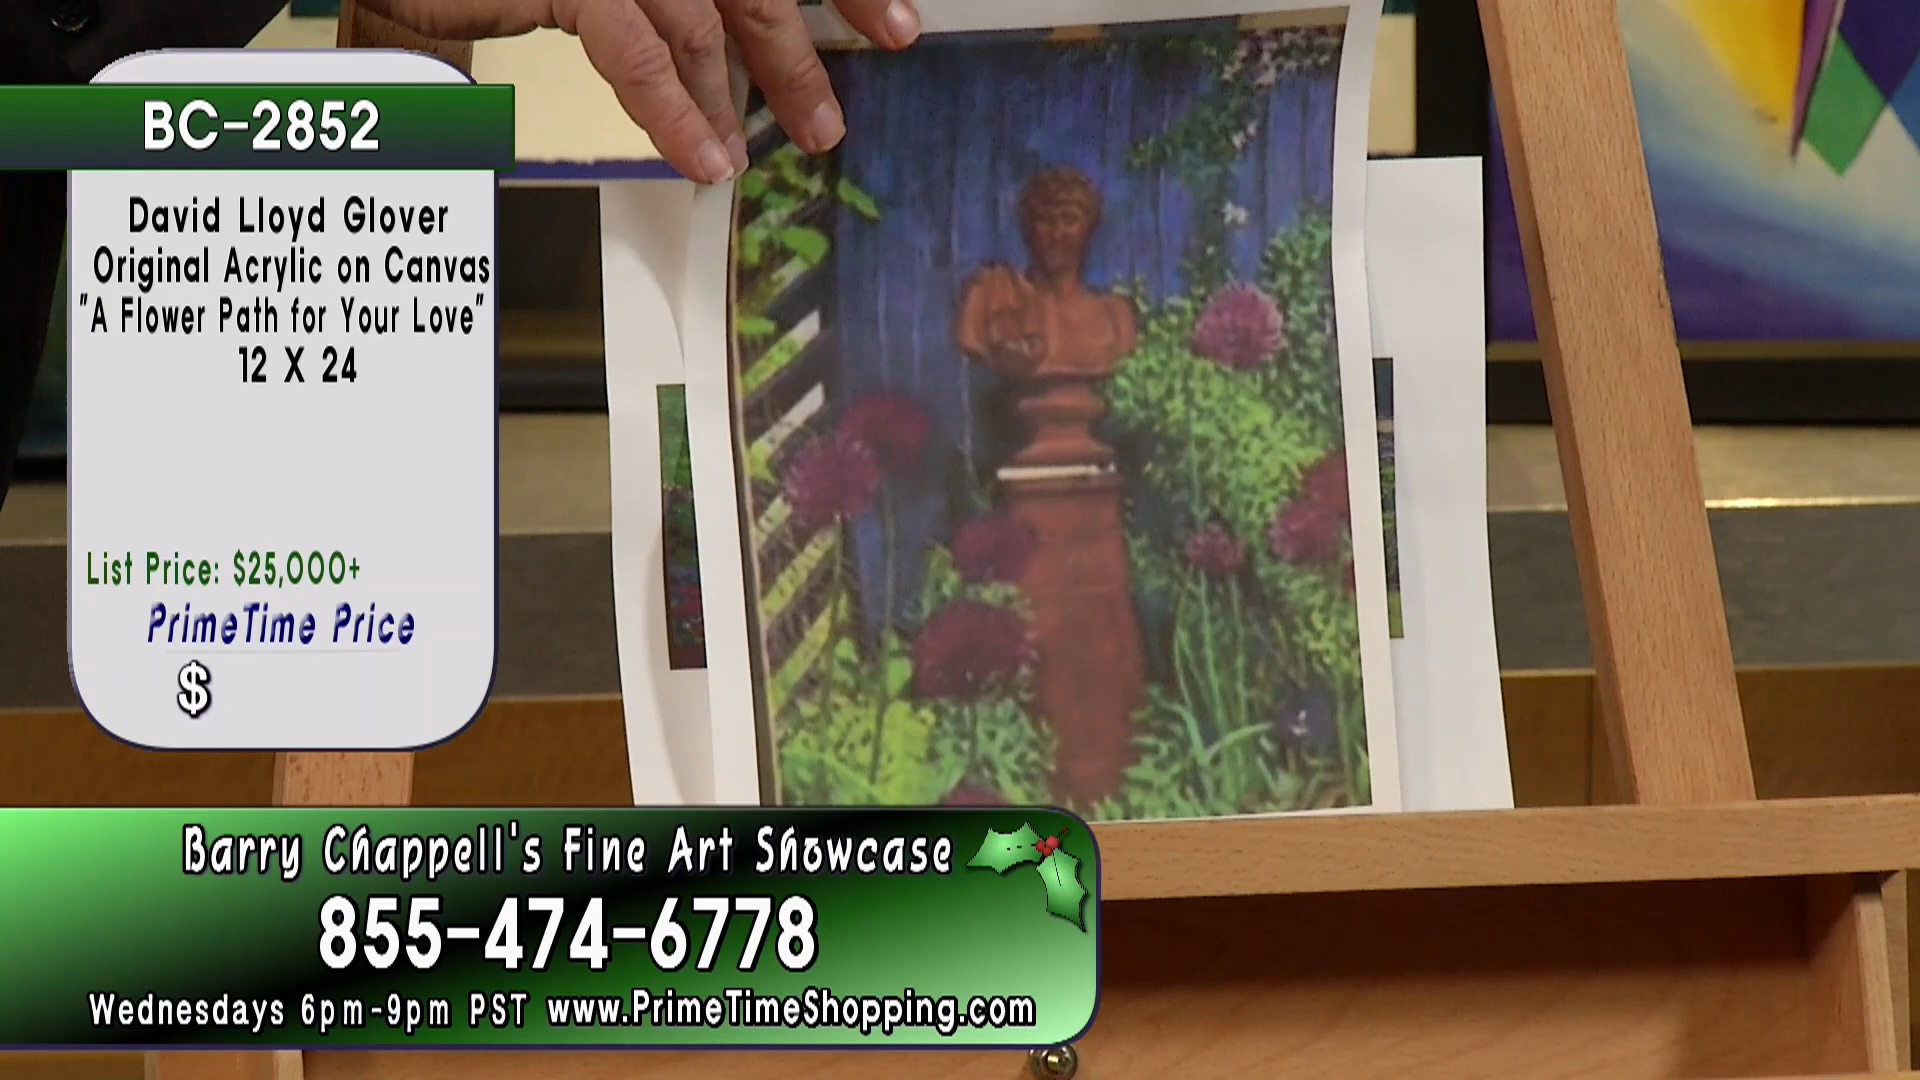 BC-2852
David Lloyd Glover
Original Acrylic on Canvas
"A Flower Path for Your Love"
12 X 24
List Price: $25,000+
PrimeTime Price
$
Barry Chappell's Fine Art Showcase
855-474-6778
Wednesdays 6pm-9pm PST www.PrimeTimeShopping.com